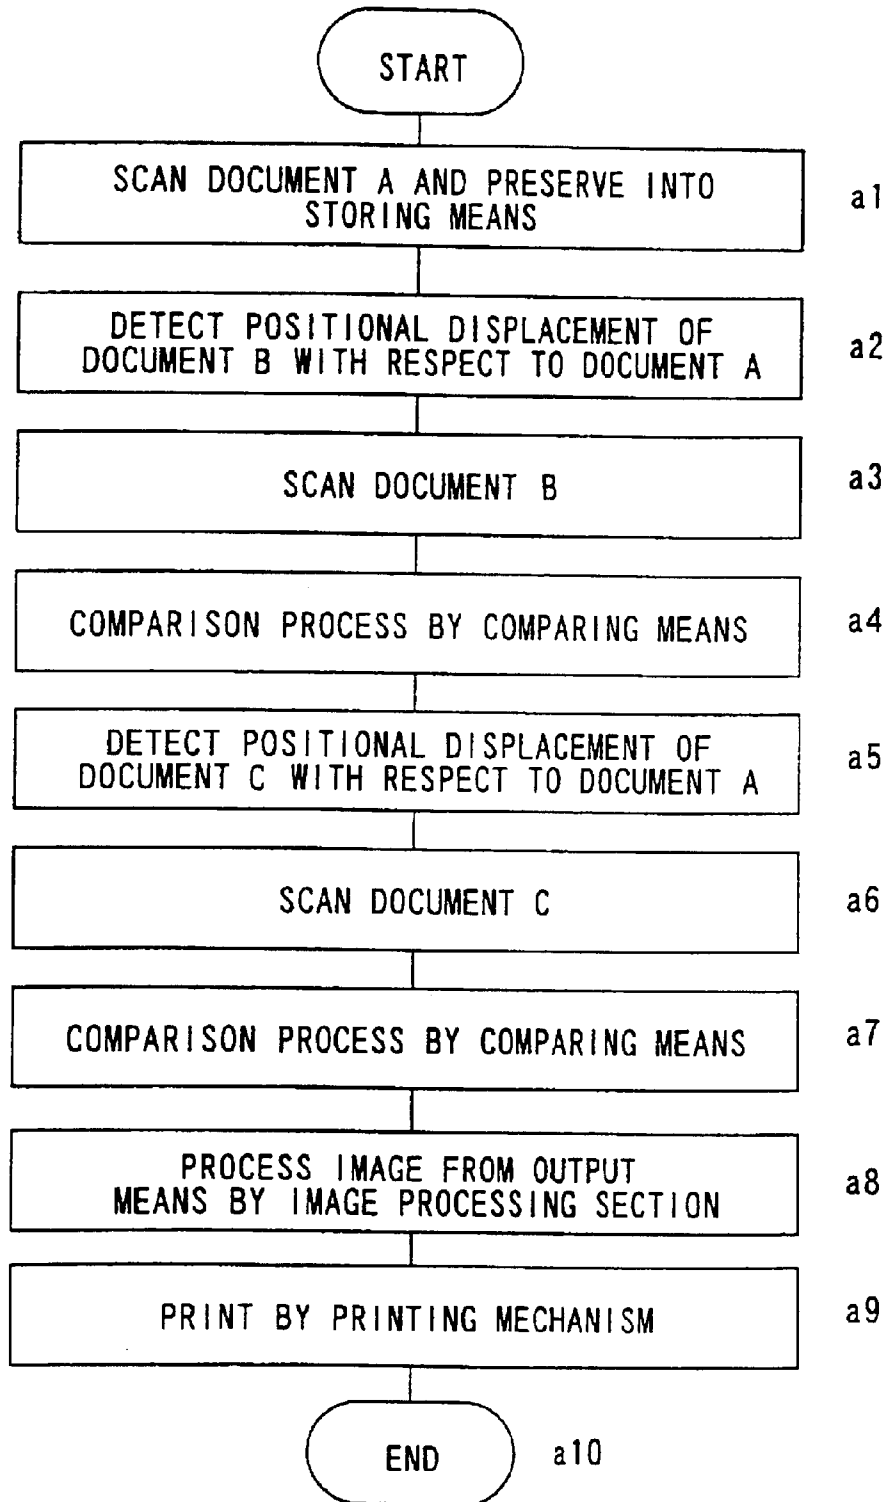 START
SCAN DOCUMENT A AND PRESERVE INTO
STORING MEANS
a1
DETECT POSITIONAL DISPLACEMENT OF
DOCUMENT B WITH RESPECT TO DOCUMENT A
a2
SCAN DOCUMENT B
a3
COMPARISON PROCESS BY COMPARING MEANS
a4
DETECT POSITIONAL DISPLACEMENT OF
DOCUMENT C WITH RESPECT TO DOCUMENT A
a5
SCAN DOCUMENT C
a6
COMPARISON PROCESS BY COMPARING MEANS
a7
PROCESS IMAGE FROM OUTPUT
MEANS BY IMAGE PROCESSING SECTION
a8
PRINT BY PRINTING MECHANISM
a9
END
a10